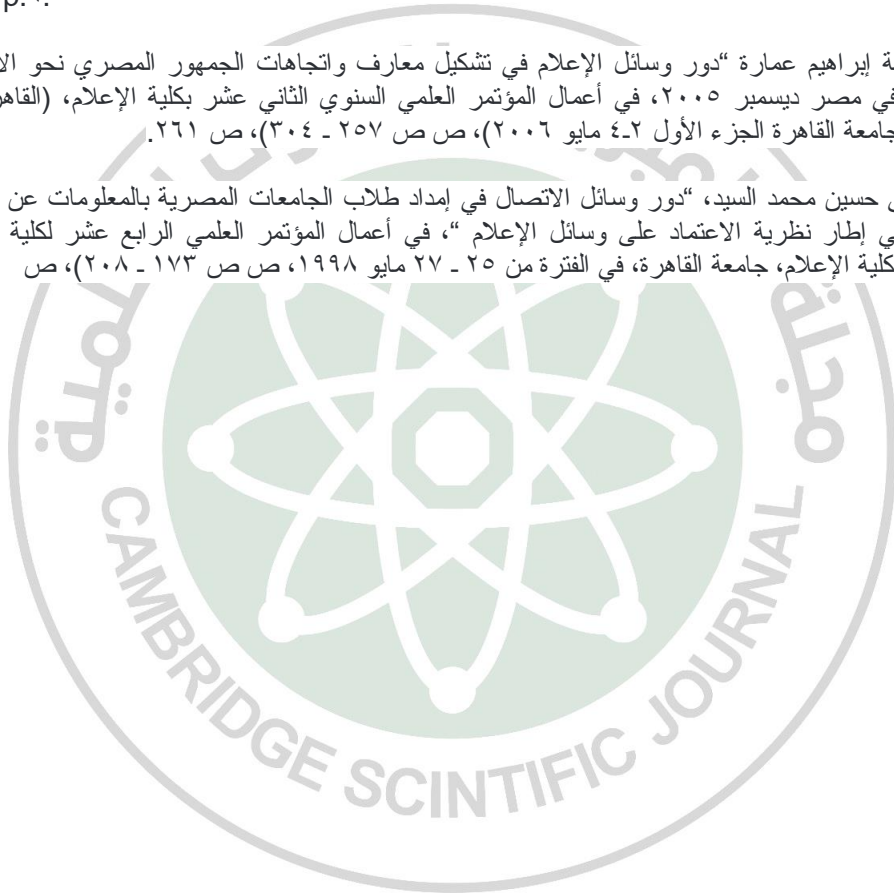 p.٩.
ة إبراهيم عمارة “دور وسائل الإعلام في تشكيل معارف واتجاهات الجمهور المصري نحو الا
في مصر ديسمبر ٢٠٠٥، في أعمال المؤتمر العلمي السنوي الثاني عشر بكلية الإعلام، (القاهر
جامعة القاهرة الجزء الأول ٢ـ٤ مايو ٢٠٠٦)، ص ص ٢٥٧ ـ ٣٠٤)، ص ٢٦١.
حسين محمد السيد، “دور وسائل الاتصال في إمداد طلاب الجامعات المصرية بالمعلومات عن
ي إطار نظرية الاعتماد على وسائل الإعلام “، في أعمال المؤتمر العلمي الرابع عشر لكلية
كلية الإعلام، جامعة القاهرة، في الفترة من ٢٥ ـ ٢٧ مايو ١٩٩٨، ص ص ١٧٣ ـ ٢٠٨)، ص
مجلة
CAMBRIDGE SCINTIFIC JOURNAL